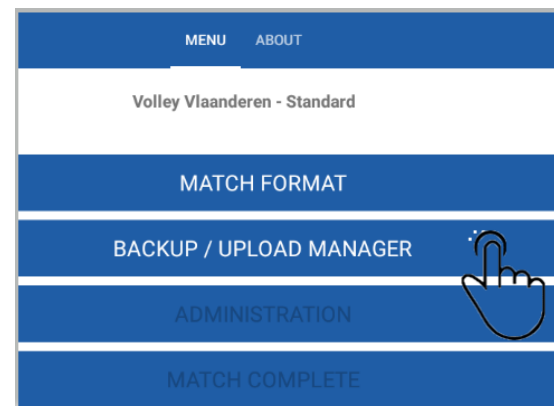 MENU ABOUT
Volley Vlaanderen - Standard
MATCH FORMAT
BACKUP / UPLOAD MANAGER
ADMINISTRATION
MATCH COMPLETE